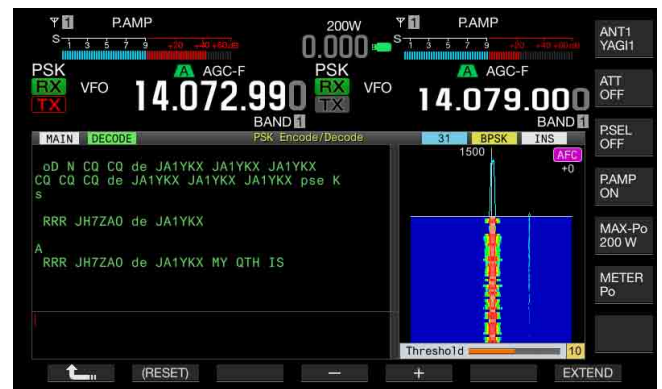 1 P.AMP 200W 1 P.AMP ANT1
YAGI1
S 1 3 5 7 9 +20 +40 +60dB 0.000 S 1 3 5 7 9 +20 +40 +60dB
PSK A AGC-F PSK A AGC-F ATT
OFF
RX VFO 14.072.990 RX VFO 14.079.000
TX TX
BAND 1 BAND 1 P.SEL
OFF
MAIN DECODE PSK Encode/Decode 31 BPSK INS
1500 AFC
+0
oD N CQ CQ de JA1YKX JA1YKX JA1YKX
CQ CQ CQ de JA1YKX JA1YKX JA1YKX pse K
s
RRR JH7ZAO de JA1YKX
A
RRR JH7ZAO de JA1YKX MY QTH IS
P.AMP
ON
MAX-Po
200 W
METER
Po
Threshold 10
(RESET) − + EXTEND